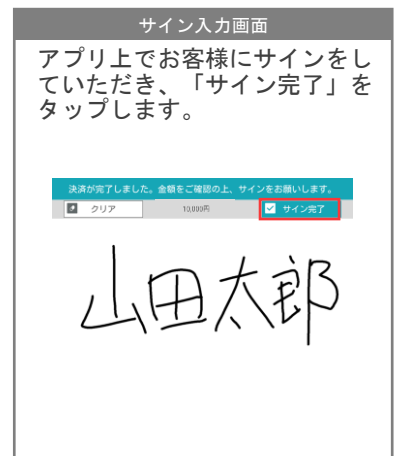 サイン入力画面
アプリ上でお客様にサインをし
ていただき、「サイン完了」を
タップします。
決済が完了しました。金額をご確認の上、サインをお願いします。
クリア 10,000円 サイン完了
山田太郎